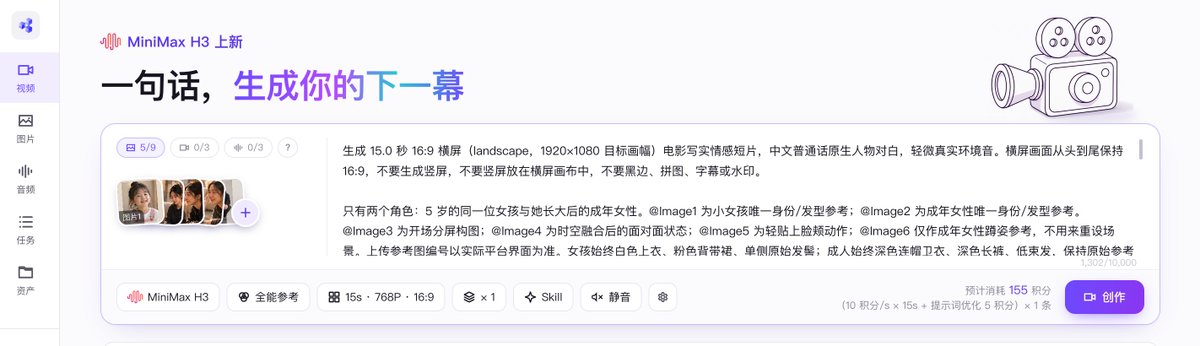 MiniMax H3 上新
一句话，生成你的下一幕
视频
图片
音频
任务
资产
5/9
0/3
0/3
?
图片1
生成 15.0 秒 16:9 横屏（landscape，1920×1080 目标画幅）电影写实情感短片，中文普通话原生人物对白，轻微真实环境音。横屏画面从头到尾保持
16:9，不要生成竖屏，不要竖屏放在横屏画布中，不要黑边、拼图、字幕或水印。
只有两个角色：5 岁的同一位女孩与她长大后的成年女性。@Image1 为小女孩唯一身份/发型参考；@Image2 为成年女性唯一身份/发型参考。
@Image3 为开场分屏构图；@Image4 为时空融合后的面对面状态；@Image5 为轻贴上脸颊动作；@Image6 仅作成年女性蹲姿参考，不用来重设场
景。上传参考图编号以实际平台界面为准。女孩始终白色上衣、粉色背带裙、单侧原始发髻；成人始终深色连帽卫衣、深色长裤、低束发，保持原始参考
1,302/10,000
MiniMax H3
全能参考
15s · 768P · 16:9
× 1
Skill
静音
预计消耗 155 积分
（10 积分/s × 15s + 提示词优化 5 积分）× 1 条
创作